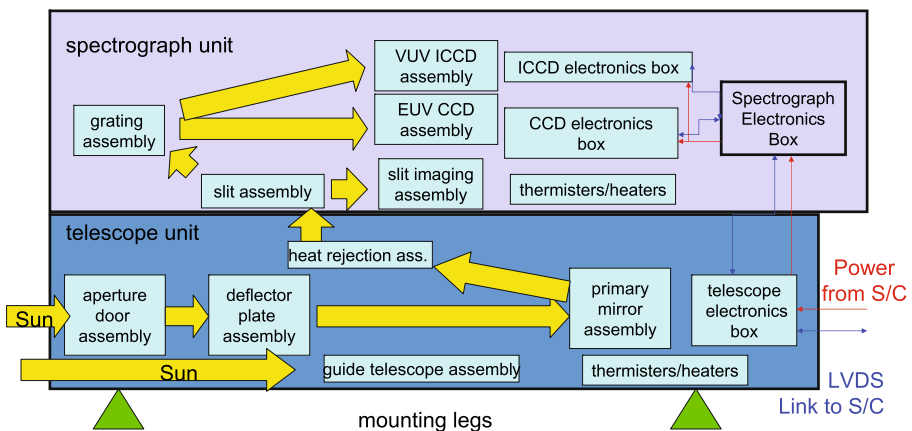 spectrograph unit
VUV ICCD
assembly
ICCD electronics box
EUV CCD
assembly
CCD electronics
box
Spectrograph
Electronics
Box
grating
assembly
slit assembly
slit imaging
assembly
thermisters/heaters
telescope unit
heat rejection ass.
aperture
door
assembly
deflector
plate assembly
primary
mirror
assembly
telescope
electronics
box
Power
from S/C
Sun
Sun
guide telescope assembly
thermisters/heaters
LVDS
Link to S/C
mounting legs